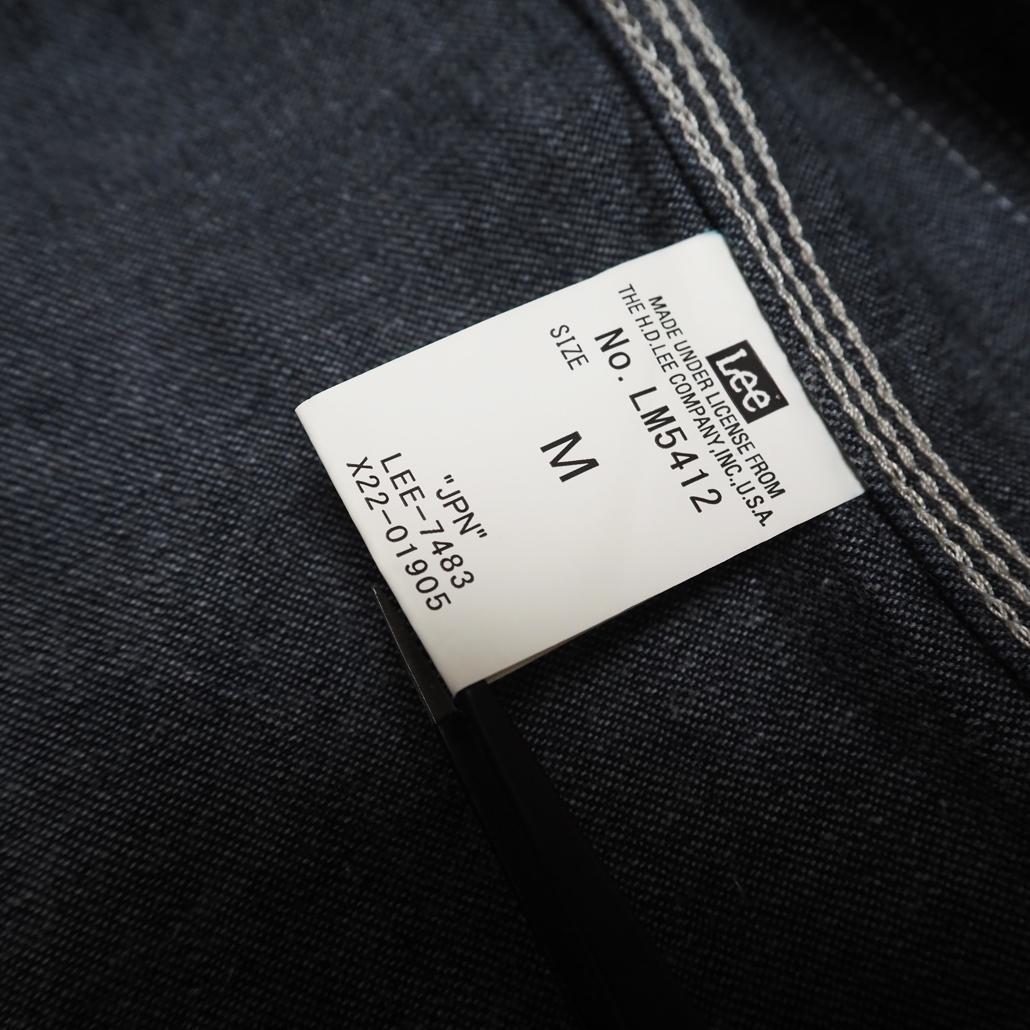 Lee
MADE UNDER LICENSE FROM
THE H.D.LEE COMPANY,INC.,U.S.A.
No. LM5412
SIZE
M
"JPN"
LEE-7483
X22-01905